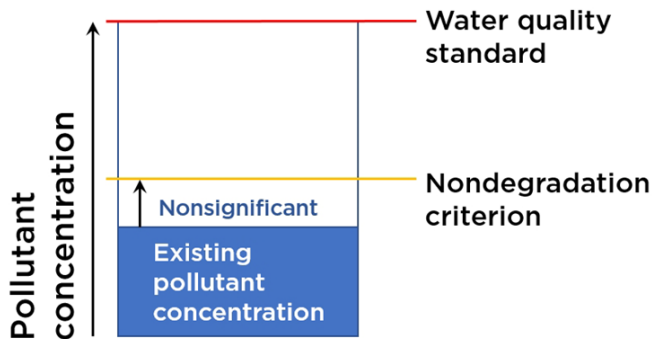 Pollutant
concentration
Water quality
standard
Nondegradation
criterion
Nonsignificant
Existing
pollutant
concentration